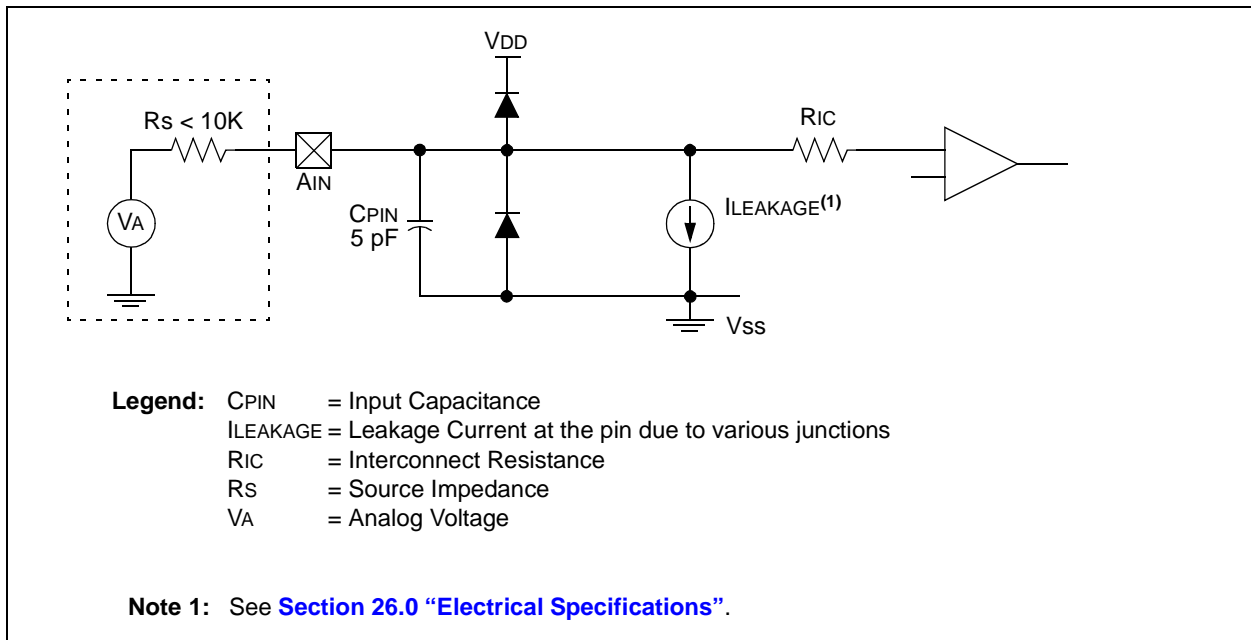 VDD
Rs < 10K
RIC
AIN
VA
CPIN
5 pF
ILEAKAGE(1)
Vss
Legend: CPIN = Input Capacitance
ILEAKAGE = Leakage Current at the pin due to various junctions
RIC = Interconnect Resistance
RS = Source Impedance
VA = Analog Voltage
Note 1: See Section 26.0 “Electrical Specifications”.